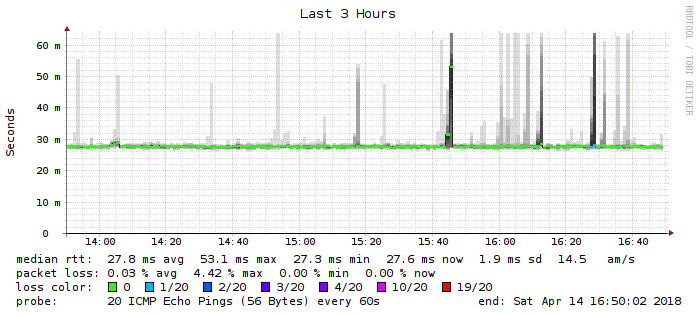 Last 3 Hours
RRDTOOL / TOBI OETIKER
Seconds
60 m
50 m
40 m
30 m
20 m
10 m
0
14:00 14:20 14:40 15:00 15:20 15:40 16:00 16:20 16:40
median rtt: 27.8 ms avg 53.1 ms max 27.3 ms min 27.6 ms now 1.9 ms sd 14.5 am/s
packet loss: 0.03 % avg 4.42 % max 0.00 % min 0.00 % now
loss color: 0 1/20 2/20 3/20 4/20 10/20 19/20
probe: 20 ICMP Echo Pings (56 Bytes) every 60s end: Sat Apr 14 16:50:02 2018